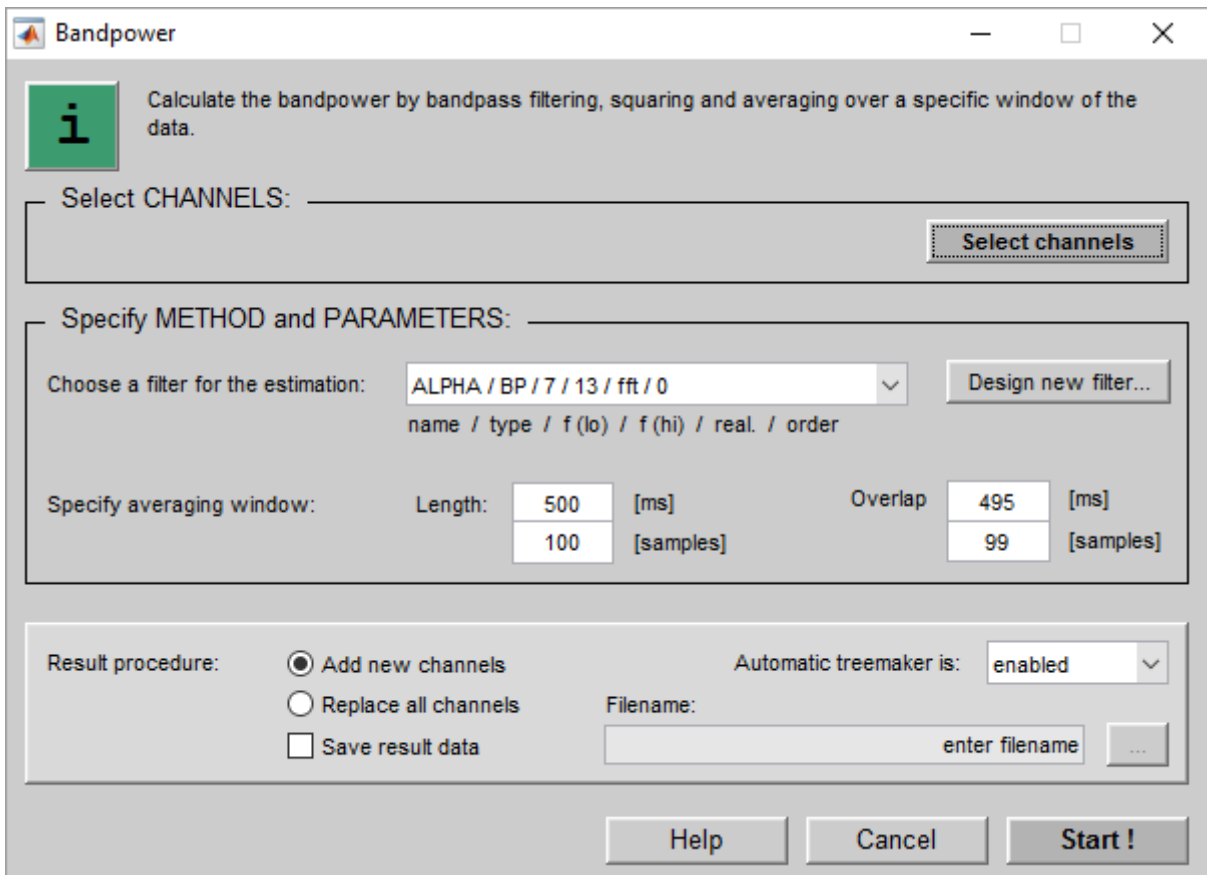 Bandpower
i
Calculate the bandpower by bandpass filtering, squaring and averaging over a specific window of the
data.
Select CHANNELS:
Select channels
Specify METHOD and PARAMETERS:
Choose a filter for the estimation: ALPHA / BP / 7 / 13 / fft / 0 Design new filter...
name / type / f (lo) / f (hi) / real. / order
Specify averaging window: Length: 500 [ms] Overlap 495 [ms]
100 [samples] 99 [samples]
Result procedure: Add new channels Automatic treemaker is: enabled
Replace all channels Filename:
Save result data enter filename ...
Help Cancel Start !